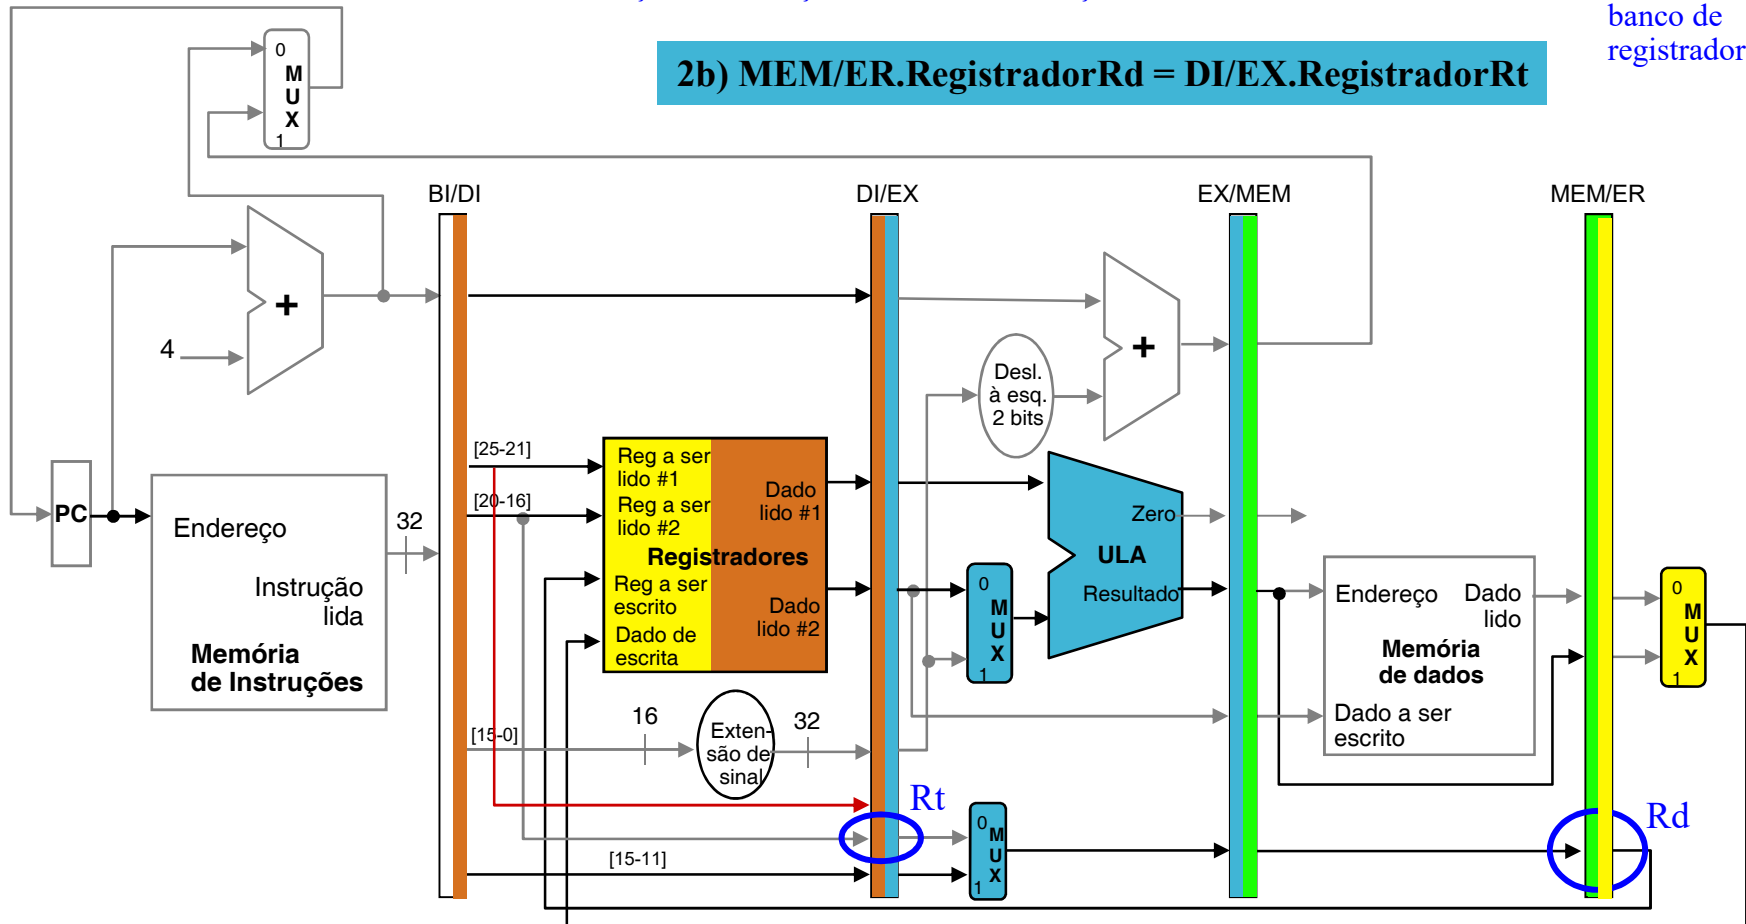 banco de
registrador
2b) MEM/ER.RegistradorRd = DI/EX.RegistradorRt
0
M
U
X
1
BI/DI
DI/EX
EX/MEM
MEM/ER
+
4
+
Desl.
à esq.
2 bits
[25-21]
[20-16]
[15-0]
[15-11]
PC
Endereço
Instrução
lida
Memória
de Instruções
32
Reg a ser
lido #1
Reg a ser
lido #2
Registradores
Reg a ser
escrito
Dado de
escrita
Dado
lido #1
Dado
lido #2
16
Exten-
são de
sinal
32
0
M
U
X
1
Zero
ULA
Resultado
Endereço
Dado
lido
Memória
de dados
Dado a ser
escrito
0
M
U
X
1
Rt
0
M
U
X
1
Rd